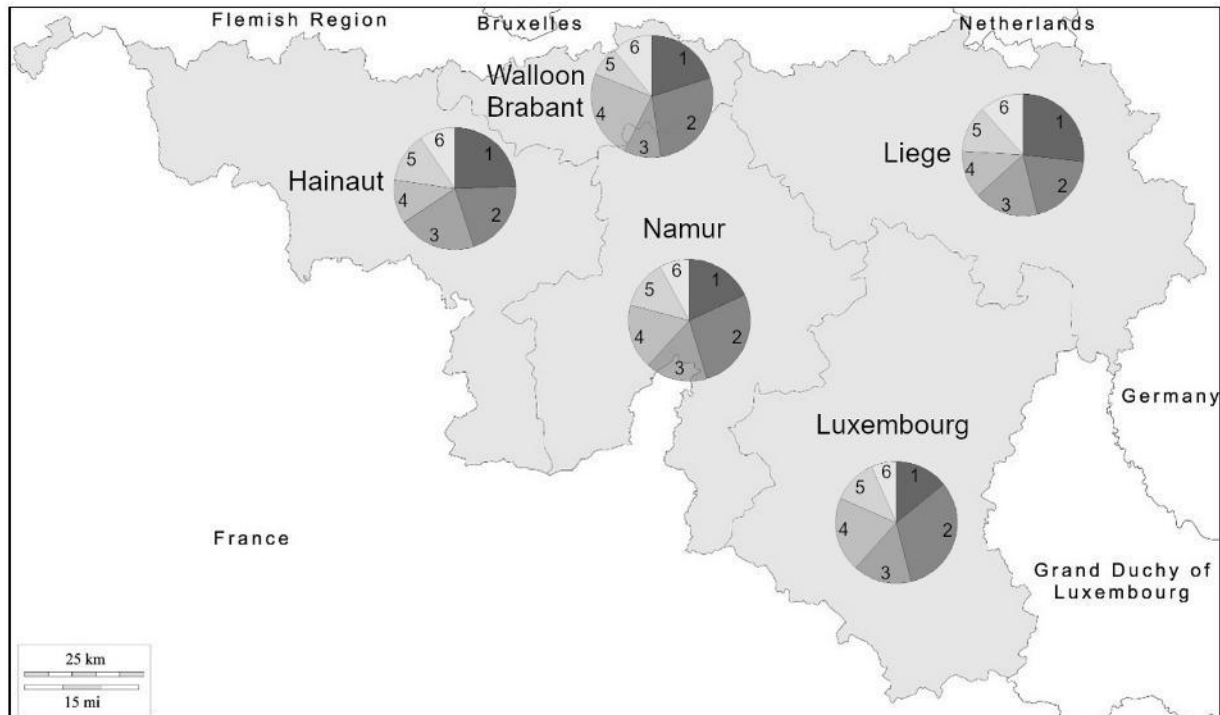 Flemish Region
Bruxelles
Netherlands
Walloon
Brabant
6
1
5
4
2
3
Liege
6
1
5
4
2
3
Hainaut
6
1
5
4
2
3
Namur
6
1
5
4
2
3
Germany
Luxembourg
6
1
5
4
2
3
France
Grand Duchy of
Luxembourg
25 km
15 mi